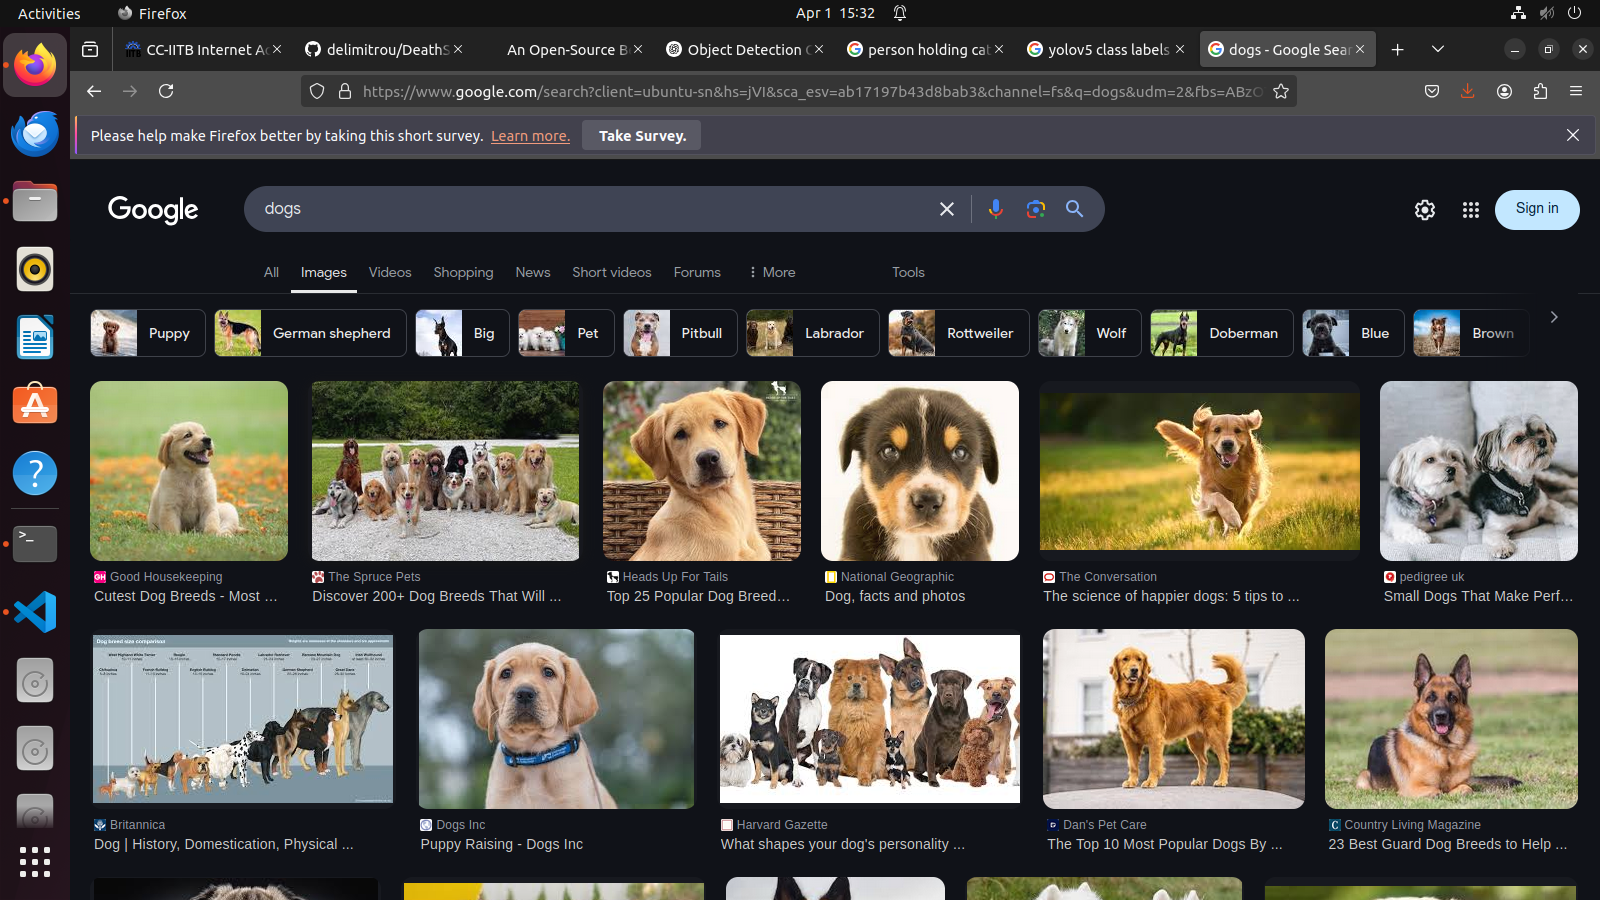 Activities
Firefox
Apr 1 15:32
CC-IITB Internet Ac
delimitrou/DeathS
An Open-Source B
Object Detection
person holding cat
yolov5 class labels
dogs - Google Sear
https://www.google.com/search?client=ubuntu-sn&hs=jVI&sca_esv=ab17197b43d8bab3&channel=fs&q=dogs&udm=2&fbs=ABzO
Please help make Firefox better by taking this short survey. Learn more. Take Survey.
Google
dogs
Sign in
All Images Videos Shopping News Short videos Forums More Tools
Puppy
German shepherd
Big
Pet
Pitbull
Labrador
Rottweiler
Wolf
Doberman
Blue
Brown
GH Good Housekeeping
Cutest Dog Breeds - Most ...
The Spruce Pets
Discover 200+ Dog Breeds That Will ...
Heads Up For Tails
Top 25 Popular Dog Breed...
National Geographic
Dog, facts and photos
The Conversation
The science of happier dogs: 5 tips to ...
pedigree uk
Small Dogs That Make Perf...
Dog breed size comparison
Britannica
Dog | History, Domestication, Physical ...
Dogs Inc
Puppy Raising - Dogs Inc
Harvard Gazette
What shapes your dog's personality ...
Dan's Pet Care
The Top 10 Most Popular Dogs By ...
C Country Living Magazine
23 Best Guard Dog Breeds to Help ...